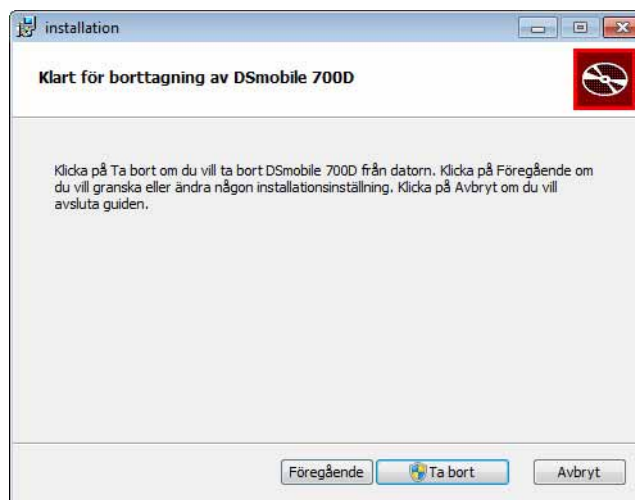 installation
Klart för borttagning av DSmobile 700D
Klicka på Ta bort om du vill ta bort DSmobile 700D från datorn. Klicka på Föregående om
du vill granska eller ändra någon installationsinställning. Klicka på Avbryt om du vill
avsluta guiden.
Föregående
Ta bort
Avbryt